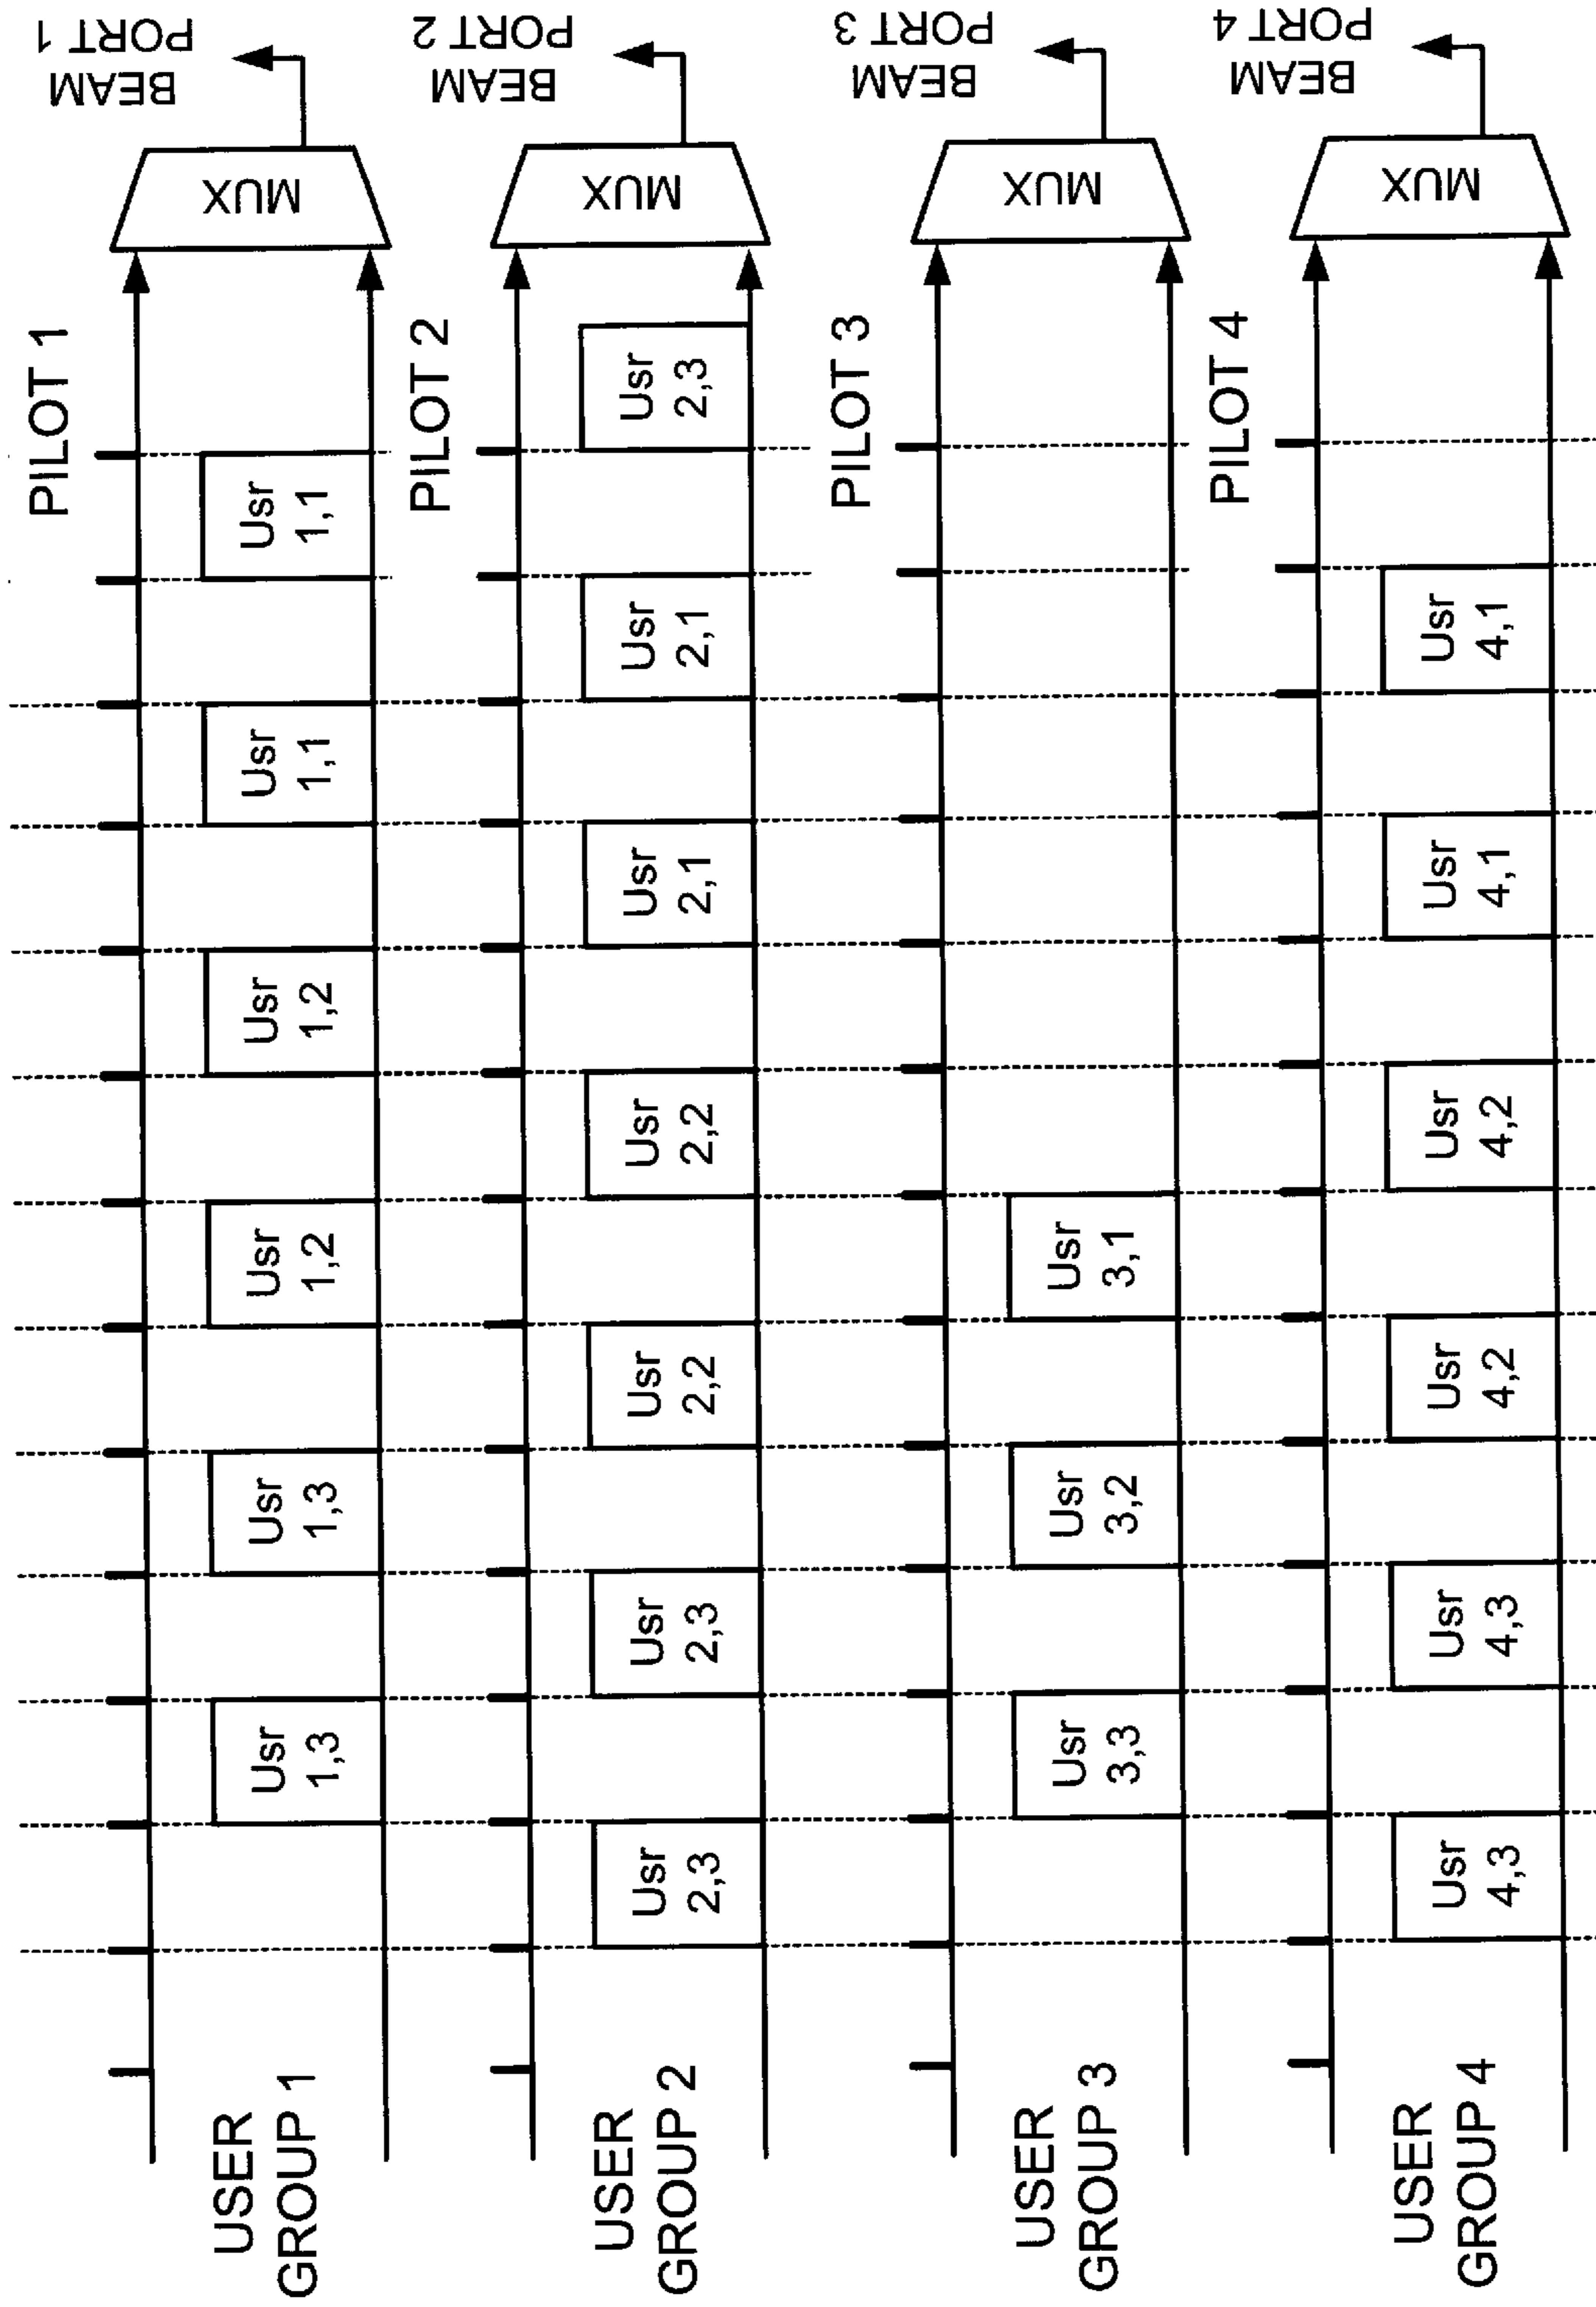 PILOT 1
USER
GROUP 1
Usr
1,3
Usr
1,3
Usr
1,2
Usr
1,2
Usr
1,1
Usr
1,1
MUX
BEAM
PORT 1
PILOT 2
USER
GROUP 2
Usr
2,3
Usr
2,3
Usr
2,2
Usr
2,2
Usr
2,1
Usr
2,1
Usr
2,3
MUX
BEAM
PORT 2
PILOT 3
USER
GROUP 3
Usr
3,3
Usr
3,2
Usr
3,1
MUX
BEAM
PORT 3
PILOT 4
USER
GROUP 4
Usr
4,3
Usr
4,3
Usr
4,2
Usr
4,2
Usr
4,1
Usr
4,1
MUX
BEAM
PORT 4